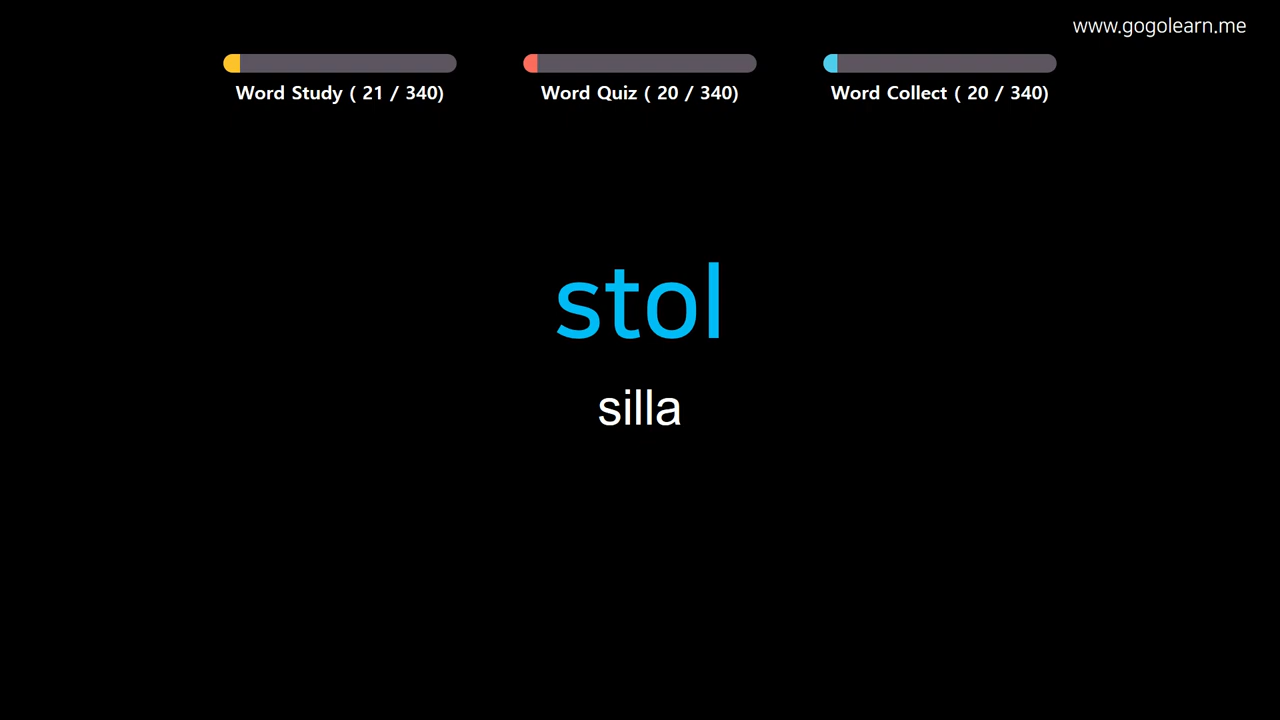 www.gogolearn.me
Word Study ( 21 / 340)
Word Quiz ( 20 / 340)
Word Collect ( 20 / 340)
stol
silla